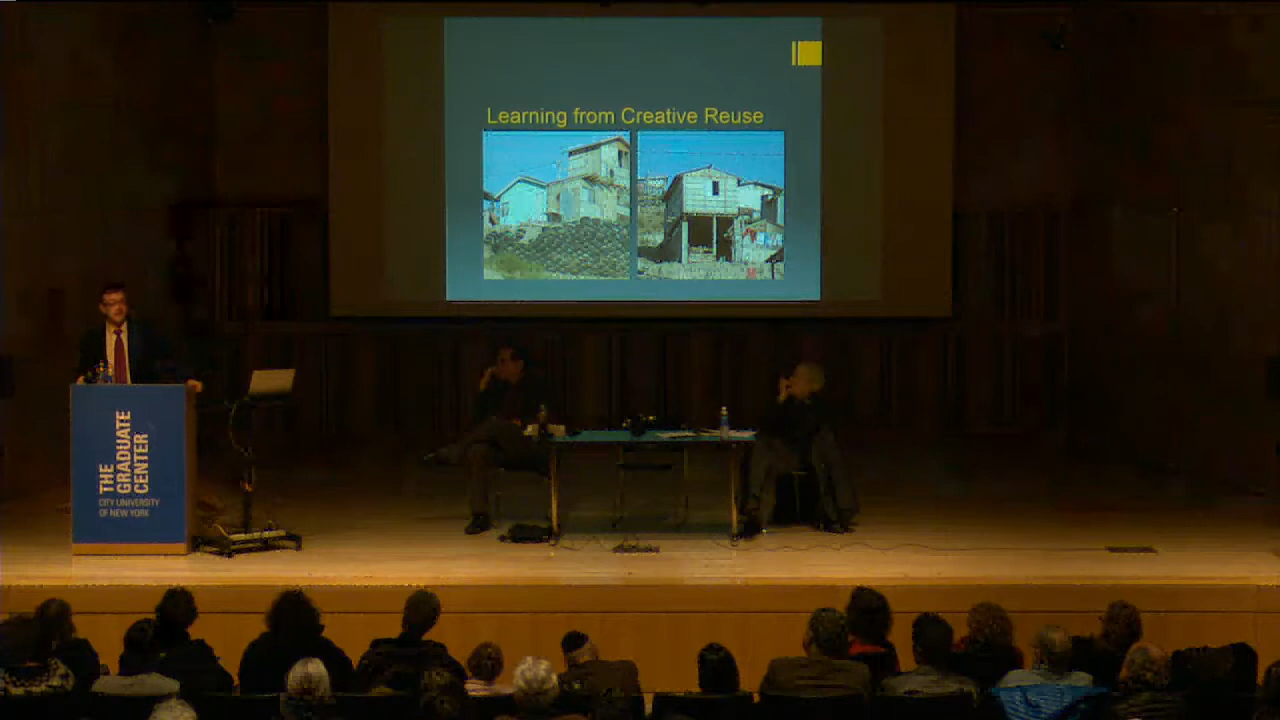 Learning from Creative Reuse
THE
GRADUATE
CENTER
CITY UNIVERSITY
OF NEW YORK